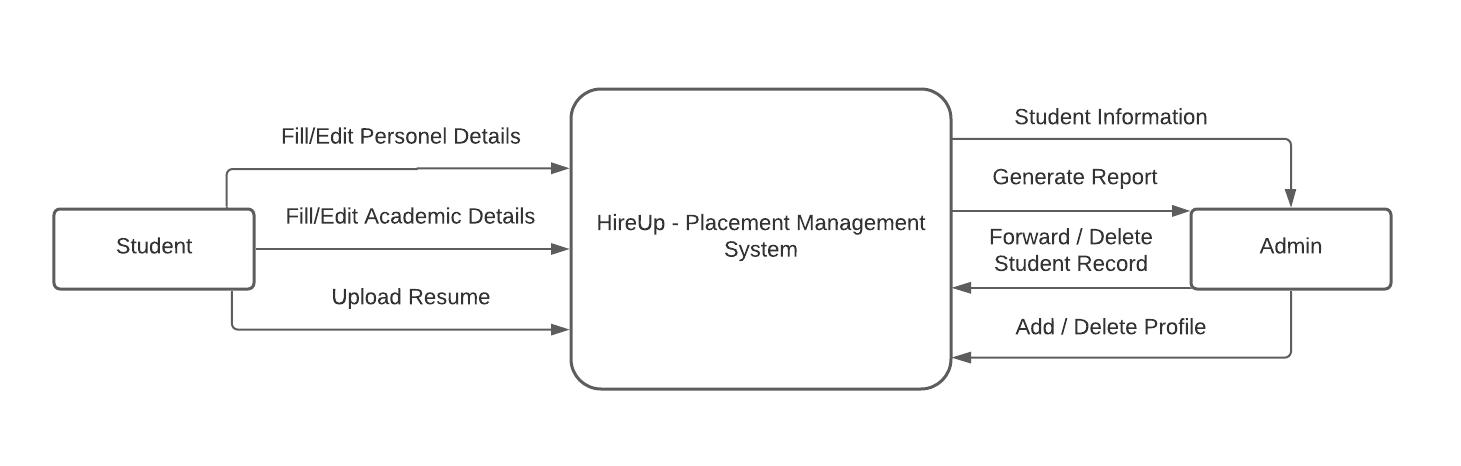 Fill/Edit Personel Details
Fill/Edit Academic Details
Upload Resume
Student
HireUp - Placement Management
System
Student Information
Generate Report
Forward / Delete
Student Record
Add / Delete Profile
Admin